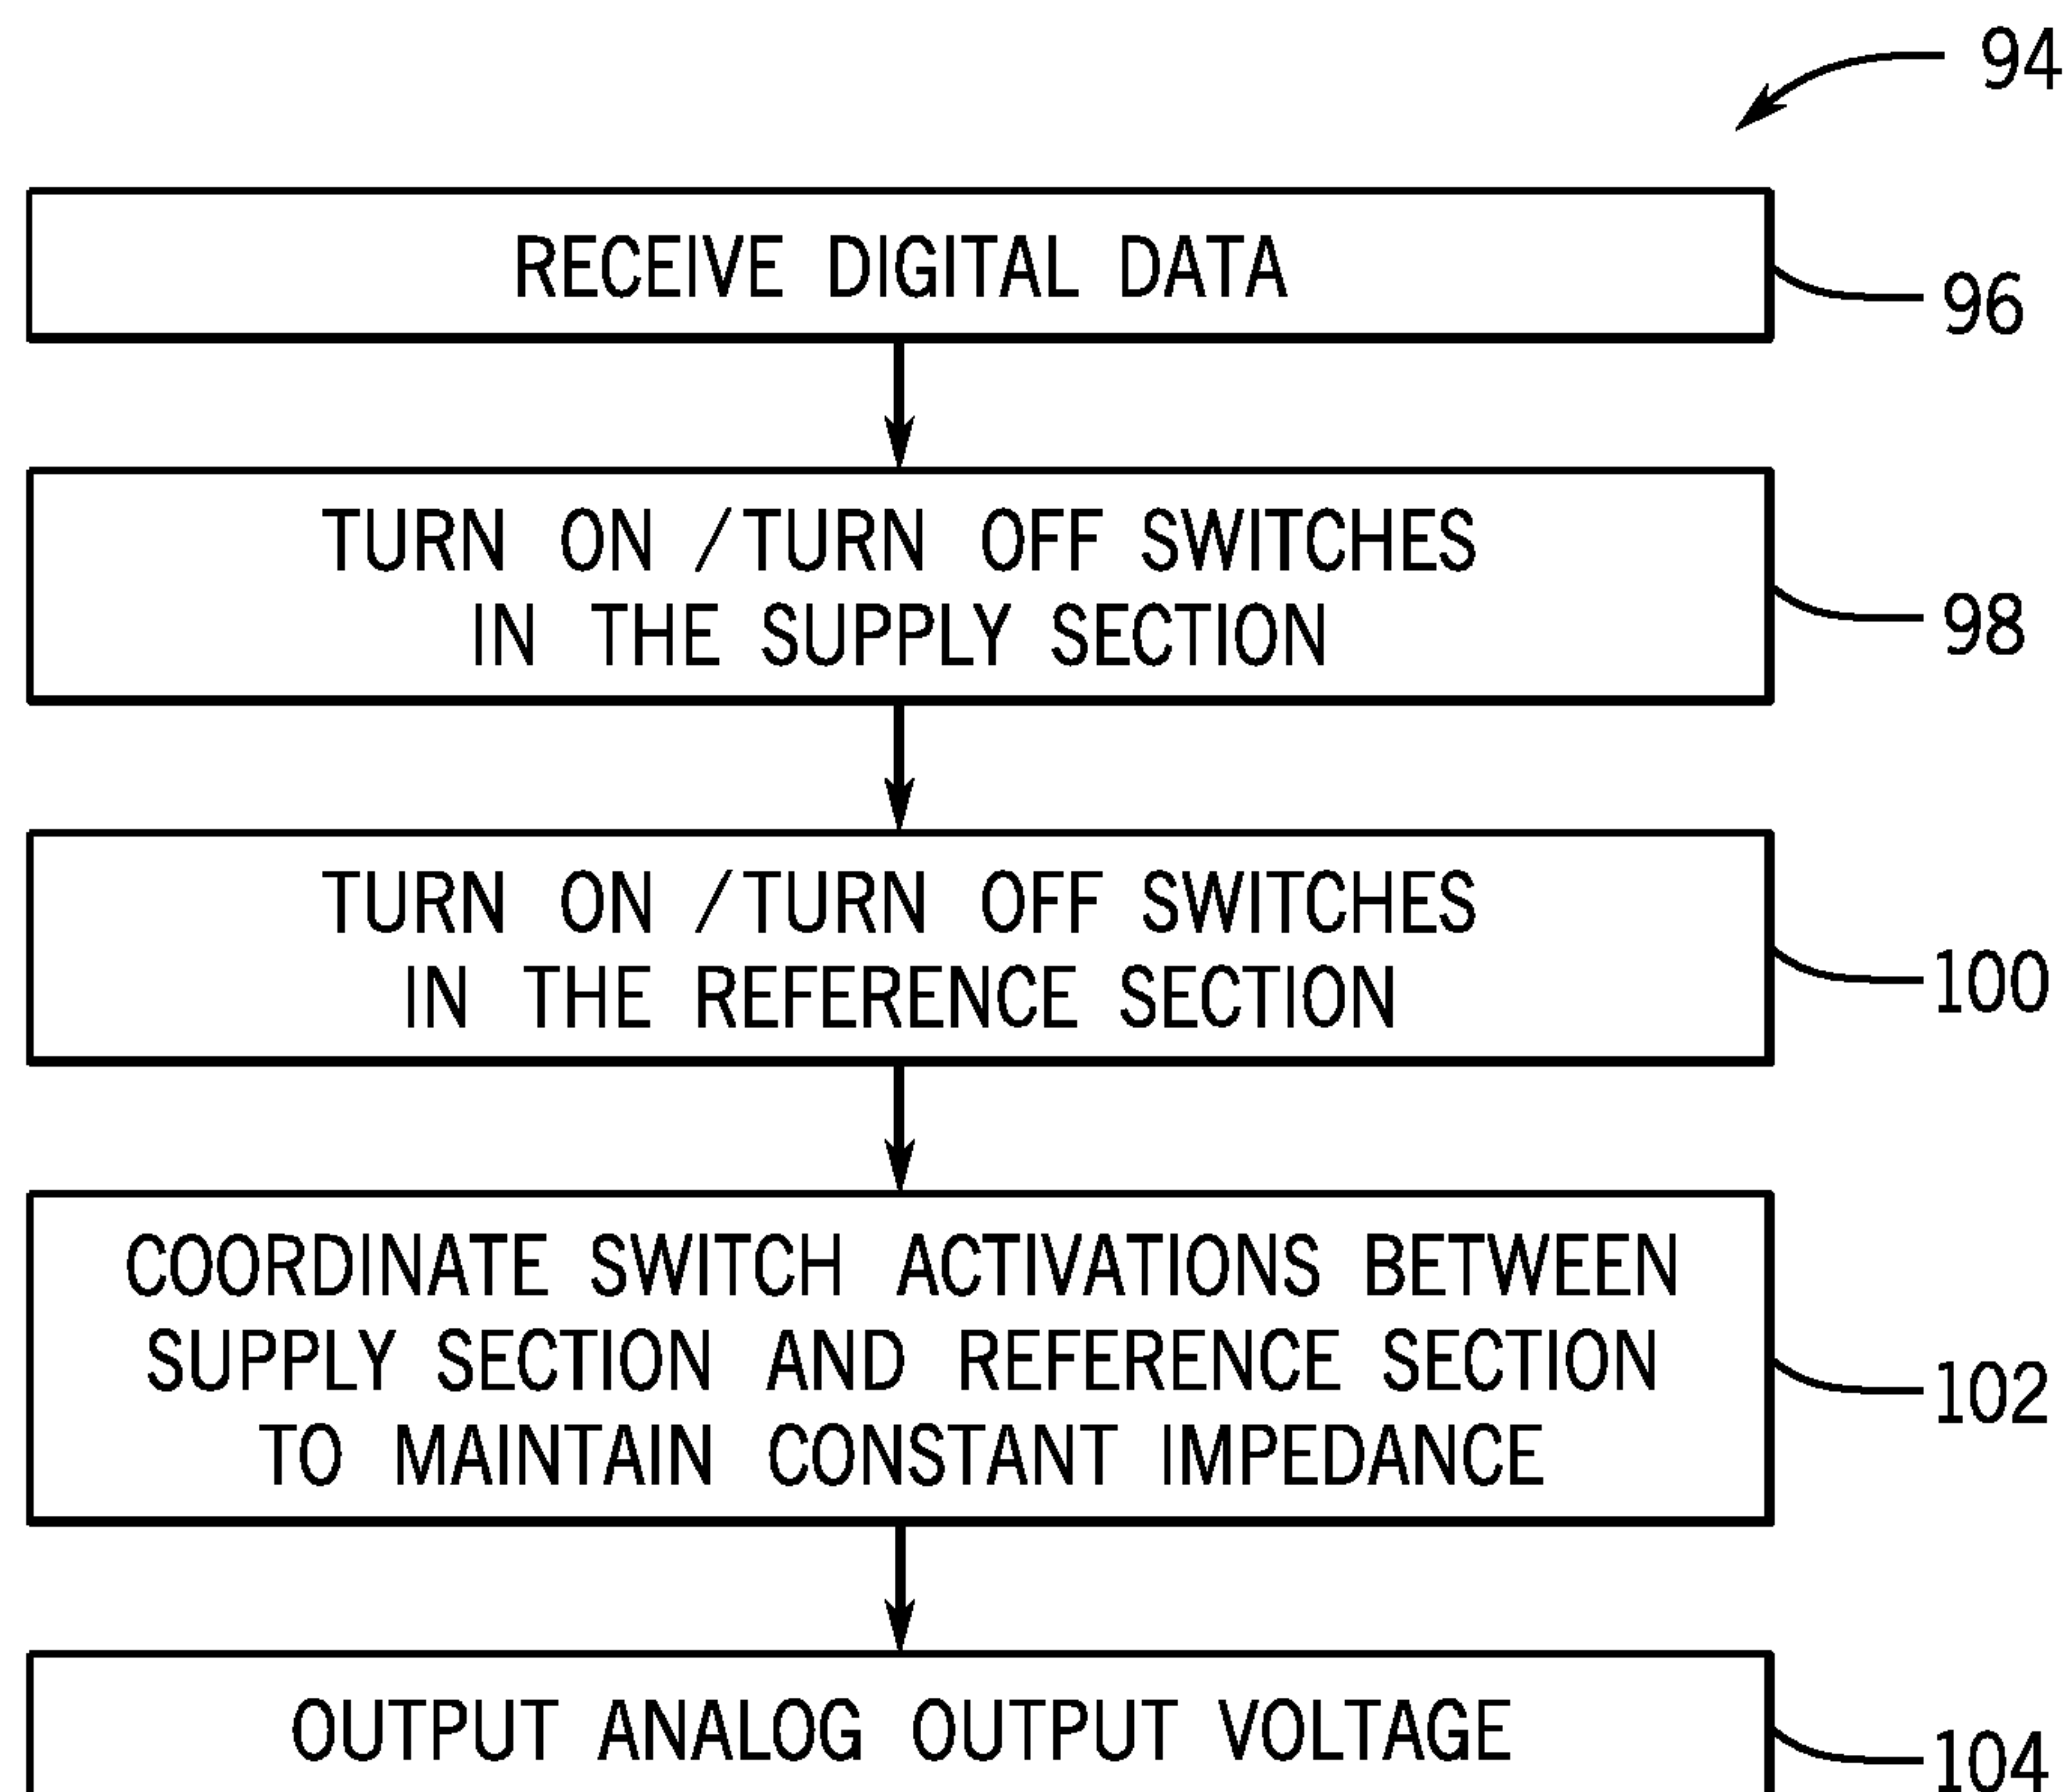 94
RECEIVE DIGITAL DATA
96
TURN ON /TURN OFF SWITCHES
IN THE SUPPLY SECTION
98
TURN ON /TURN OFF SWITCHES
IN THE REFERENCE SECTION
100
COORDINATE SWITCH ACTIVATIONS BETWEEN
SUPPLY SECTION AND REFERENCE SECTION
TO MAINTAIN CONSTANT IMPEDANCE
102
OUTPUT ANALOG OUTPUT VOLTAGE
104